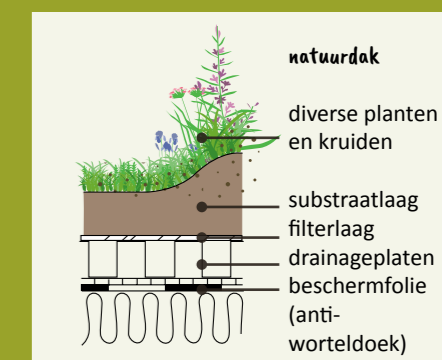 natuurdak
diverse planten
en kruiden
substraatlaag
filterlaag
drainageplaten
beschermfolie
(anti-
worteldoek)